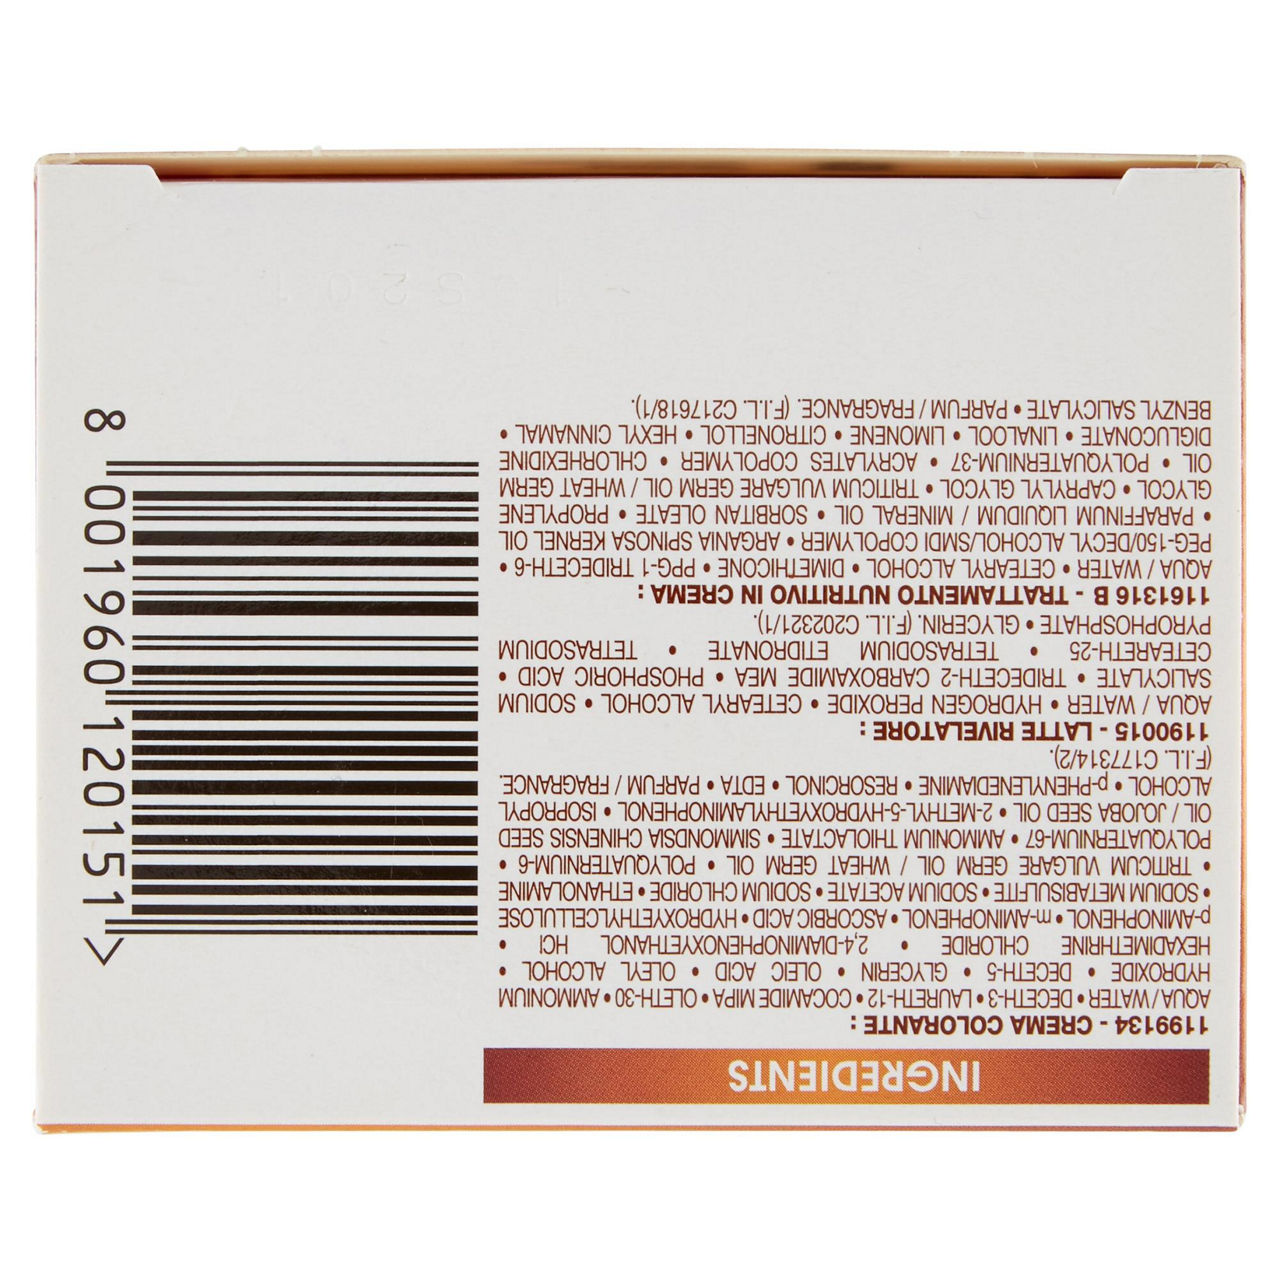 INGREDIENTS
1199134 - CREMA COLORANTE :
AQUA / WATER • DECETH-3 • LAURETH-12 • COCAMIDE MIPA • OLETH-30 • AMMONIUM
HYDROXIDE • DECETH-5 • GLYCERIN • OLEIC ACID • OLEYL ALCOHOL •
HEXADIMETHRINE CHLORIDE • 2,4-DIAMINOPHENOXYETHANOL HCl •
p-AMINOPHENOL • m-AMINOPHENOL • ASCORBIC ACID • HYDROXYETHYLCELLULOSE
• SODIUM METABISULFITE • SODIUM ACETATE • SODIUM CHLORIDE • ETHANOLAMINE
• TRITICUM VULGARE GERM OIL / WHEAT GERM OIL • POLYQUATERNIUM-6 •
POLYQUATERNIUM-67 • AMMONIUM THIOLACTATE • SIMMONDSIA CHINENSIS SEED
OIL / JOJOBA SEED OIL • 2-METHYL-5-HYDROXYETHYLAMINOPHENOL • ISOPROPYL
ALCOHOL • p-PHENYLENEDIAMINE • RESORCINOL • EDTA • PARFUM / FRAGRANCE.
(F.I.L. C177314/2).
1190015 - LATTE RIVELATORE :
AQUA / WATER • HYDROGEN PEROXIDE • CETEARYL ALCOHOL • SODIUM
SALICYLATE • TRIDECETH-2 CARBOXAMIDE MEA • PHOSPHORIC ACID •
CETEARETH-25 • TETRASODIUM ETIDRONATE • TETRASODIUM
PYROPHOSPHATE • GLYCERIN. (F.I.L. C202321/1).
1161316 B - TRATTAMENTO NUTRITIVO IN CREMA :
AQUA / WATER • CETEARYL ALCOHOL • DIMETHICONE • PPG-1 TRIDECETH-6 •
PEG-150/DECYL ALCOHOL/SMDI COPOLYMER • ARGANIA SPINOSA KERNEL OIL
• PARAFFINUM LIQUIDUM / MINERAL OIL • SORBITAN OLEATE • PROPYLENE
GLYCOL • CAPRYLYL GLYCOL • TRITICUM VULGARE GERM OIL / WHEAT GERM
OIL • POLYQUATERNIUM-37 • ACRYLATES COPOLYMER • CHLORHEXIDINE
DIGLUCONATE • LINALOOL • LIMONENE • CITRONELLOL • HEXYL CINNAMAL •
BENZYL SALICYLATE • PARFUM / FRAGRANCE. (F.I.L. C217618/1).
8 001960 120151 >